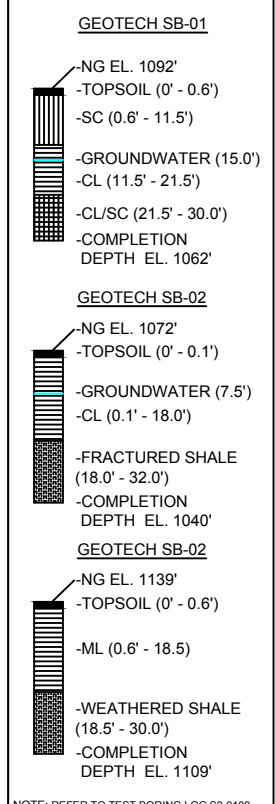 GEOTECH SB-01
-NG EL. 1092'
-TOPSOIL (0' - 0.6')
-SC (0.6' - 11.5')
-GROUNDWATER (15.0')
-CL (11.5' - 21.5')
-CL/SC (21.5' - 30.0')
-COMPLETION
DEPTH EL. 1062'
GEOTECH SB-02
-NG EL. 1072'
-TOPSOIL (0' - 0.1')
-GROUNDWATER (7.5')
-CL (0.1' - 18.0')
-FRACTURED SHALE
(18.0' - 32.0')
-COMPLETION
DEPTH EL. 1040'
GEOTECH SB-02
-NG EL. 1139'
-TOPSOIL (0' - 0.6')
-ML (0.6' - 18.5)
-WEATHERED SHALE
(18.5' - 30.0')
-COMPLETION
DEPTH EL. 1109'
NOTE: REFER TO TEST BORING LOG S3-0100